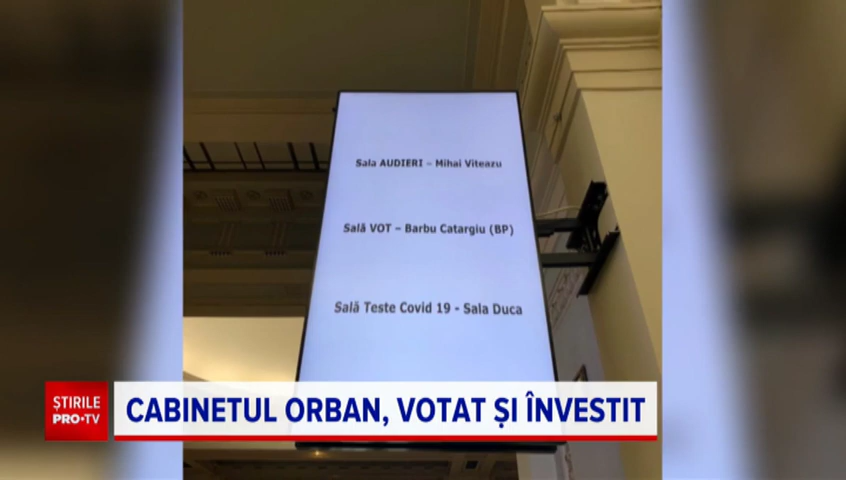 Sala AUDIERI - Mihai Viteazu
Sală VOT - Barbu Catargiu (BP)
Sală Teste Covid 19 - Sala Duca
ȘTIRILE
PRO•TV
CABINETUL ORBAN, VOTAT ȘI ÎNVESTIT